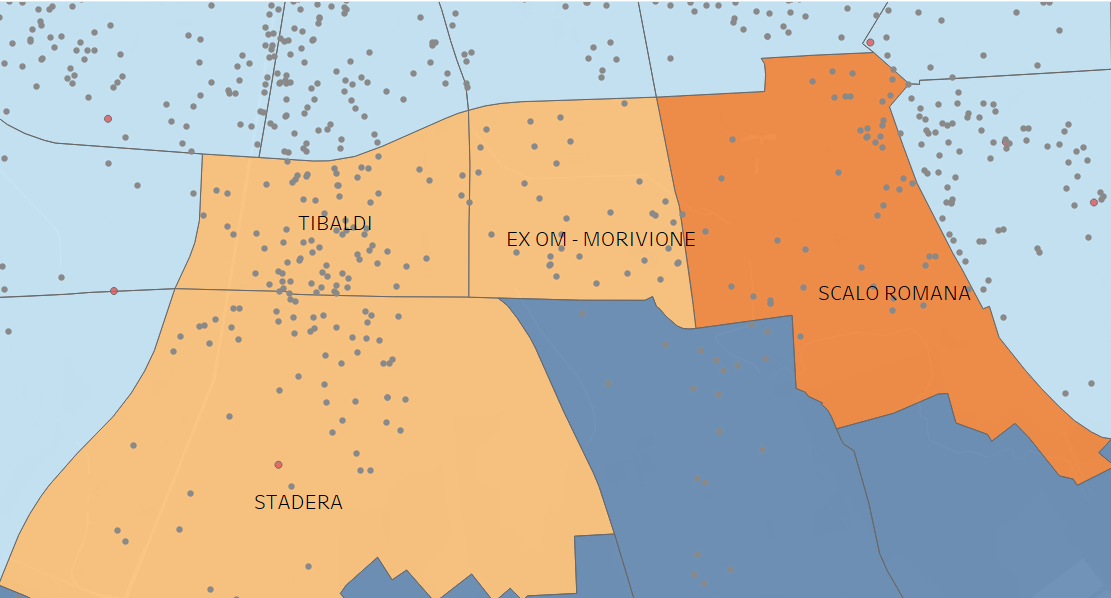 TIBALDI
EX OM - MORIVIONE
SCALO ROMANA
STADERA